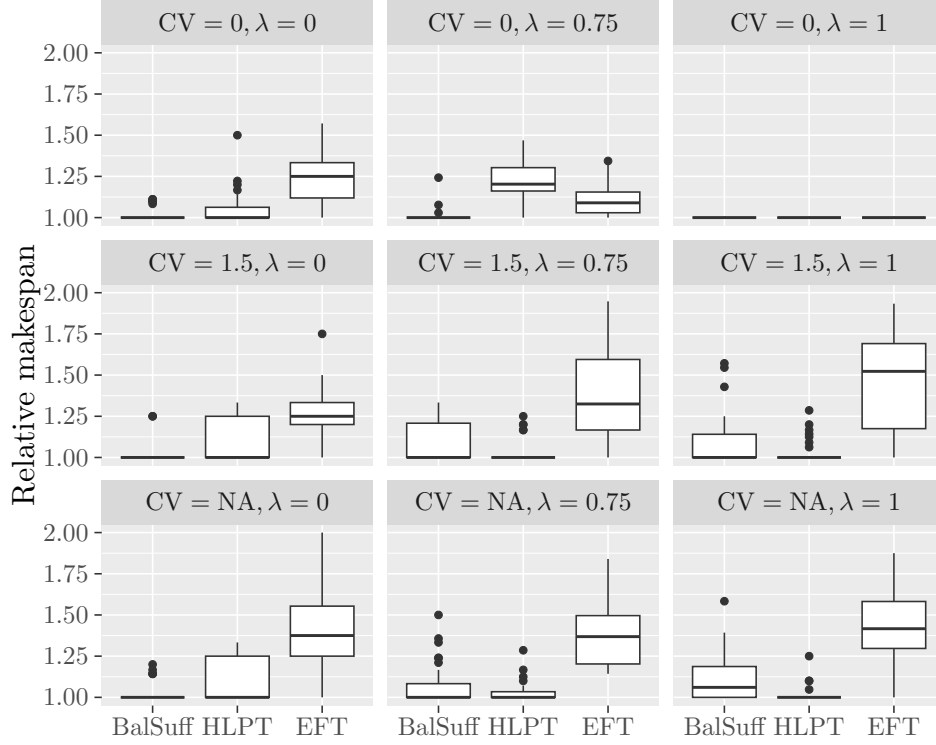 CV = 0, λ = 0
CV = 0, λ = 0.75
CV = 0, λ = 1
2.00
1.75
1.50
1.25
1.00
CV = 1.5, λ = 0
CV = 1.5, λ = 0.75
CV = 1.5, λ = 1
2.00
1.75
1.50
1.25
1.00
Relative makespan
CV = NA, λ = 0
CV = NA, λ = 0.75
CV = NA, λ = 1
2.00
1.75
1.50
1.25
1.00
BalSuff HLPT EFT
BalSuff HLPT EFT
BalSuff HLPT EFT